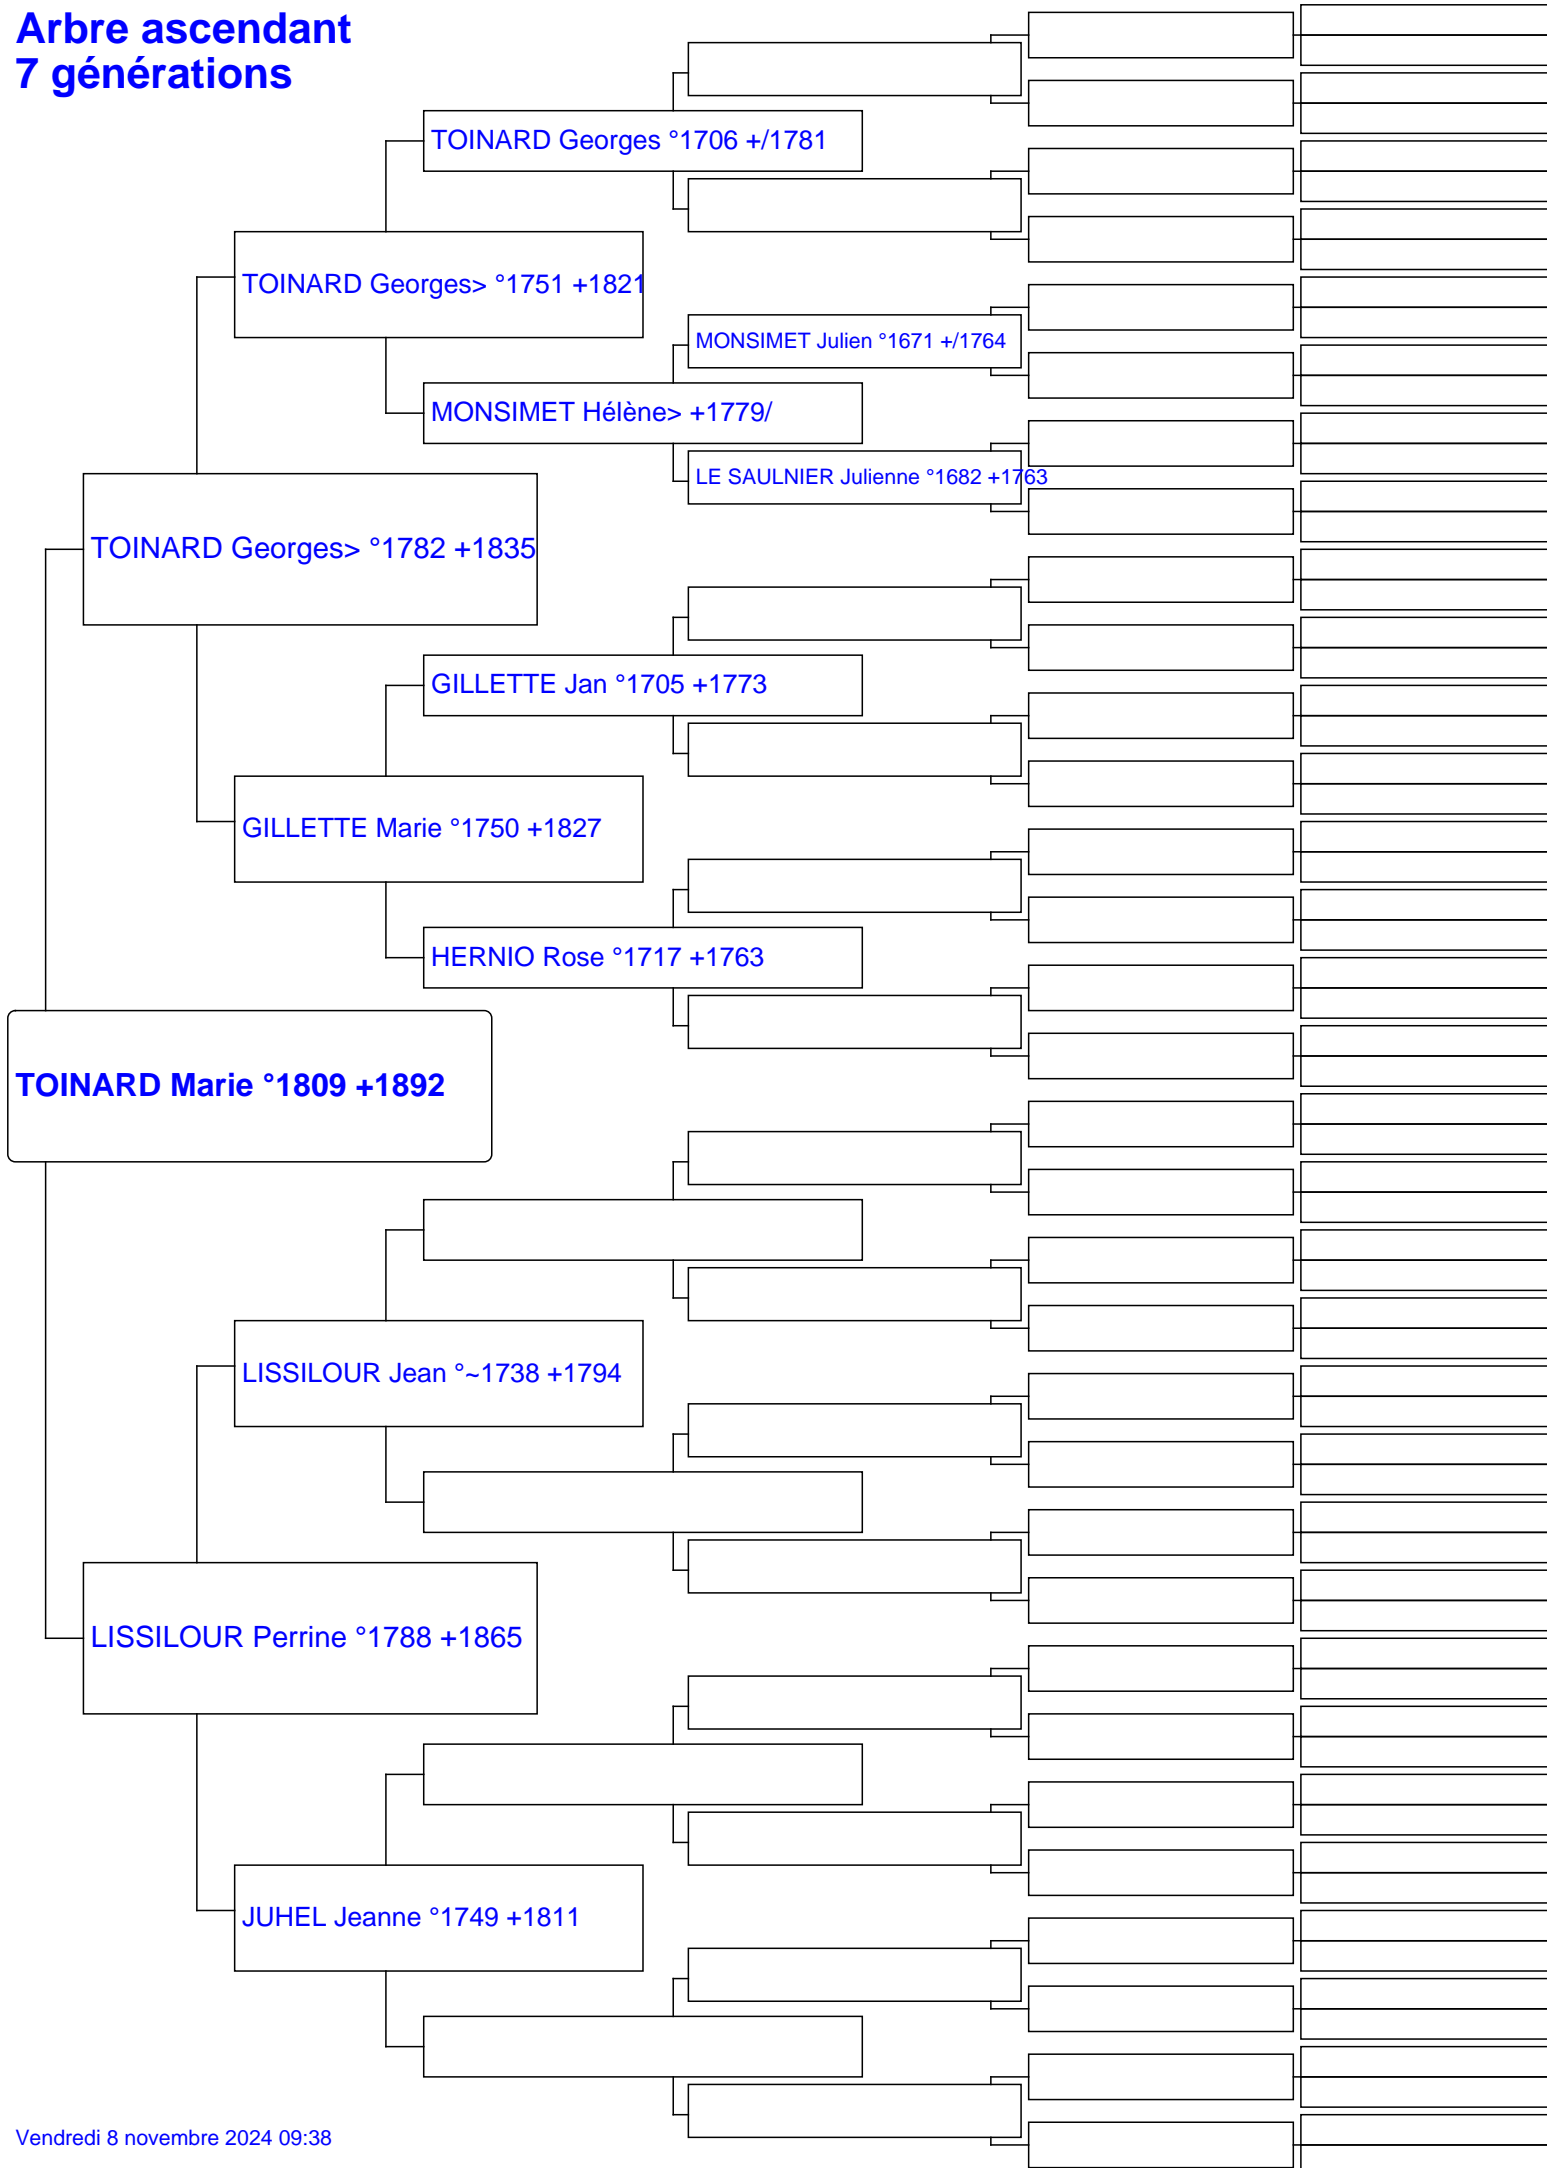 Arbre ascendant
7 générations
TOINARD Georges °1706 +/1781
TOINARD Georges> °1751 +1821
MONSIMET Julien °1671 +/1764
MONSIMET Hélène> +1779/
LE SAULNIER Julienne °1682 +1763
TOINARD Georges> °1782 +1835
GILLETTE Jan °1705 +1773
GILLETTE Marie °1750 +1827
HERNIO Rose °1717 +1763
TOINARD Marie °1809 +1892
LISSILOUR Jean °~1738 +1794
LISSILOUR Perrine °1788 +1865
JUHEL Jeanne °1749 +1811
Vendredi 8 novembre 2024 09:38